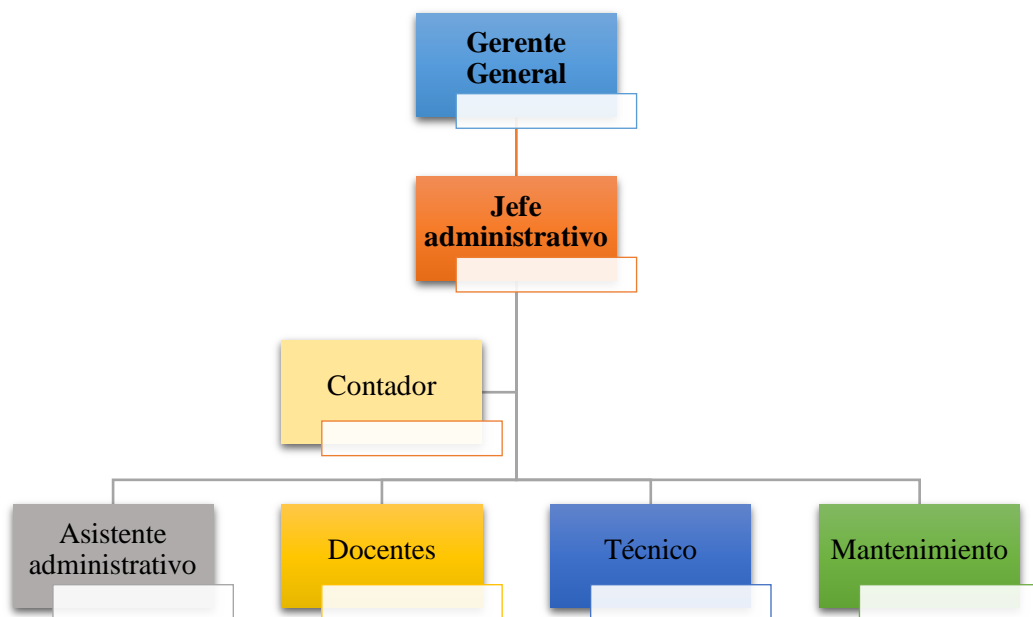 Gerente
General
Jefe
administrativo
Contador
Asistente
administrativo
Docentes
Técnico
Mantenimiento